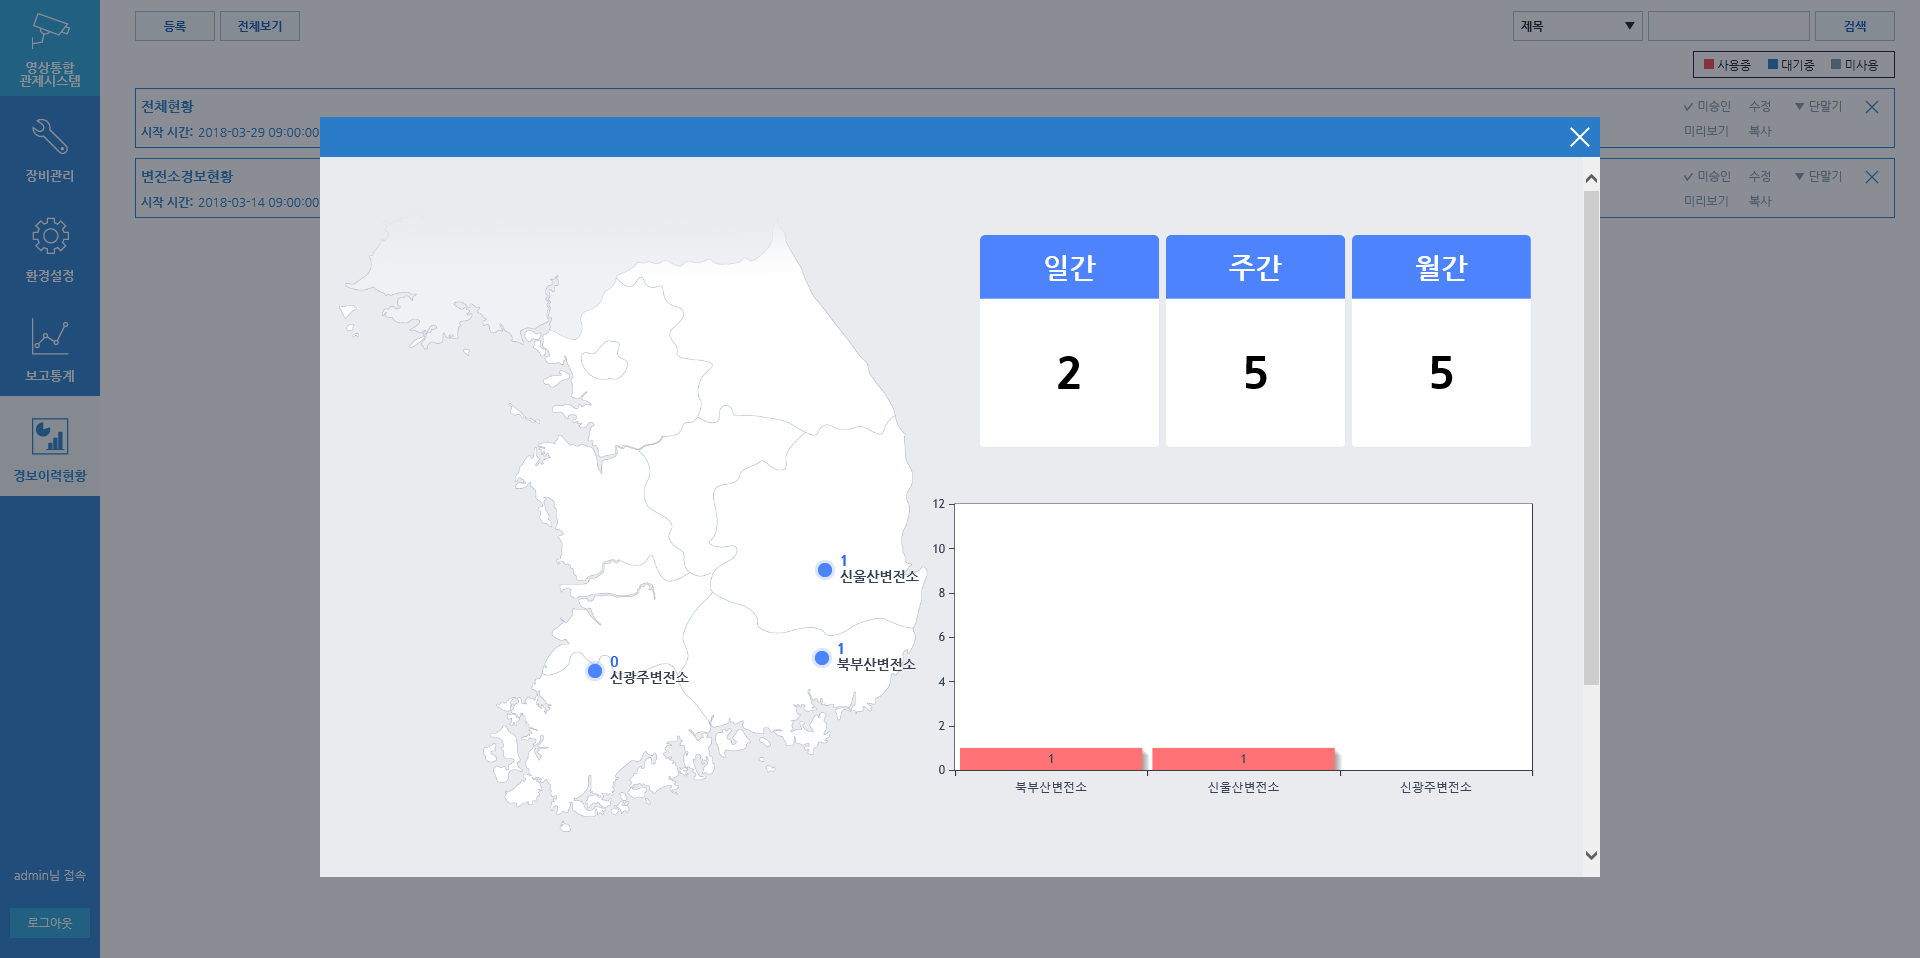 영상통합
관제시스템
장비관리
환경설정
보고통계
경보이력현황
admin님 접속
로그아웃
등록
전체보기
제목
검색
사용중
대기중
미사용
전체현황
시작 시간: 2018-03-29 09:00:00
미승인
수정
단말기
미리보기
복사
변전소경보현황
시작 시간: 2018-03-14 09:00:00
미승인
수정
단말기
미리보기
복사
1
신울산변전소
1
북부산변전소
0
신광주변전소
일간
주간
월간
2
5
5
12
10
8
6
4
2
0
1
1
북부산변전소
신울산변전소
신광주변전소